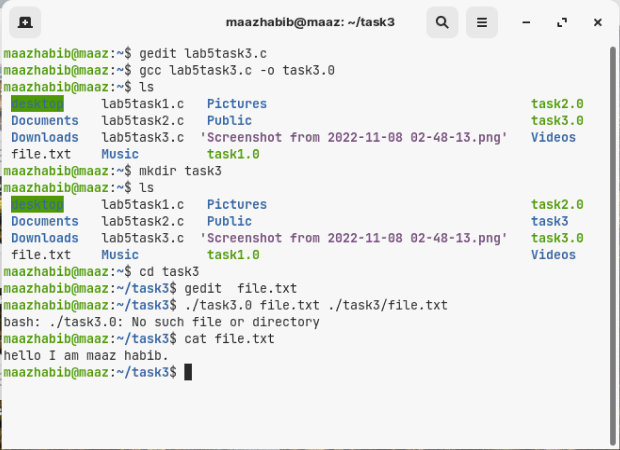 maazhabib@maaz: ~/task3
maazhabib@maaz:~$ gedit lab5task3.c
maazhabib@maaz:~$ gcc lab5task3.c -o task3.0
maazhabib@maaz:~$ ls
desktop lab5task1.c Pictures task2.0
Documents lab5task2.c Public task3.0
Downloads lab5task3.c 'Screenshot from 2022-11-08 02-48-13.png' Videos
file.txt Music task1.0
maazhabib@maaz:~$ mkdir task3
maazhabib@maaz:~$ ls
desktop lab5task1.c Pictures task2.0
Documents lab5task2.c Public task3
Downloads lab5task3.c 'Screenshot from 2022-11-08 02-48-13.png' task3.0
file.txt Music task1.0 Videos
maazhabib@maaz:~$ cd task3
maazhabib@maaz:~/task3$ gedit  file.txt
maazhabib@maaz:~/task3$ ./task3.0 file.txt ./task3/file.txt
bash: ./task3.0: No such file or directory
maazhabib@maaz:~/task3$ cat file.txt
hello I am maaz habib.
maazhabib@maaz:~/task3$